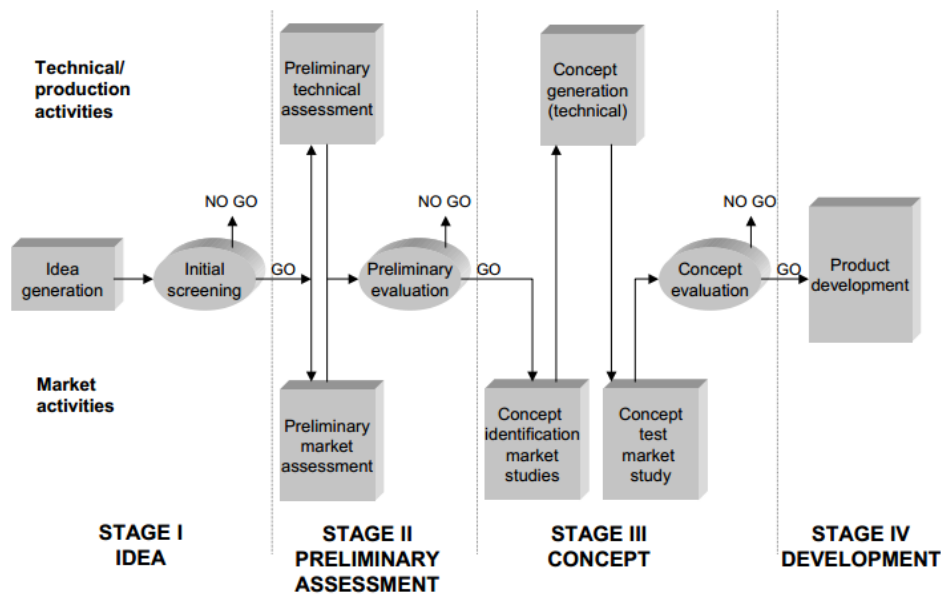 Technical/
production
activities
Preliminary
technical
assessment
Concept
generation
(technical)
NO GO
NO GO
NO GO
Idea
generation
Initial
screening
GO
Preliminary
evaluation
GO
Concept
evaluation
GO
Product
development
Market
activities
Preliminary
market
assessment
Concept
identification
market
studies
Concept
test
market
study
STAGE I
IDEA
STAGE II
PRELIMINARY
ASSESSMENT
STAGE III
CONCEPT
STAGE IV
DEVELOPMENT